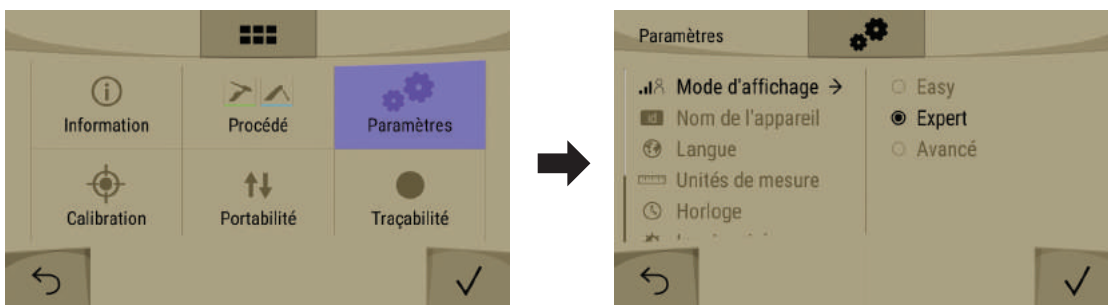 Information
Procédé
Paramètres
Calibration
Portabilité
Traçabilité
Paramètres
Mode d'affichage →
Nom de l'appareil
id
Langue
Unités de mesure
Horloge
Easy
Expert
Avancé